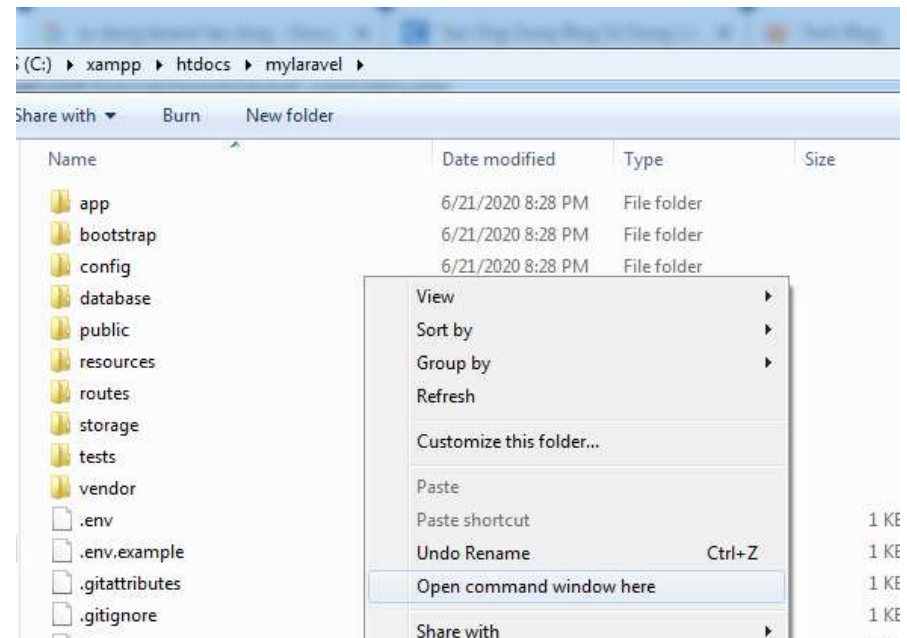 (C:) ▸ xampp ▸ htdocs ▸ mylaravel ▸
Share with Burn New folder
Name Date modified Type Size
app 6/21/2020 8:28 PM File folder
bootstrap 6/21/2020 8:28 PM File folder
config 6/21/2020 8:28 PM File folder
database
public
resources
routes
storage
tests
vendor
.env 1 KB
.env.example 1 KB
.gitattributes 1 KB
.gitignore 1 KB
View
Sort by
Group by
Refresh
Customize this folder...
Paste
Paste shortcut
Undo Rename Ctrl+Z
Open command window here
Share with